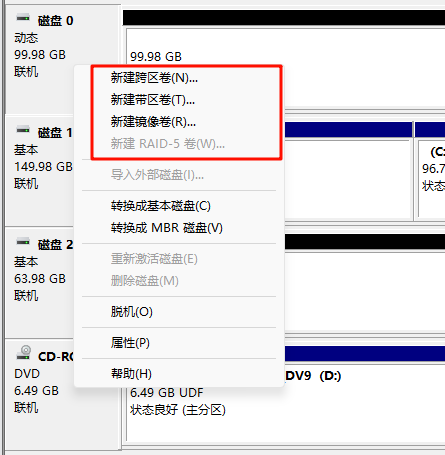 磁盘 0
动态
99.98 GB
联机
99.98 GB
新建跨区卷(N)...
新建带区卷(T)...
新建镜像卷(R)...
新建 RAID-5 卷(W)...
导入外部磁盘(I)...
转换成基本磁盘(C)
转换成 MBR 磁盘(V)
重新激活磁盘(E)
删除磁盘(M)
脱机(O)
属性(P)
帮助(H)
磁盘 1
基本
149.98 GB
联机
(C:
96.7
状态
磁盘 2
基本
63.98 GB
联机
CD-RO
DVD
6.49 GB
联机
DV9 (D:)
6.49 GB UDF
状态良好 (主分区)